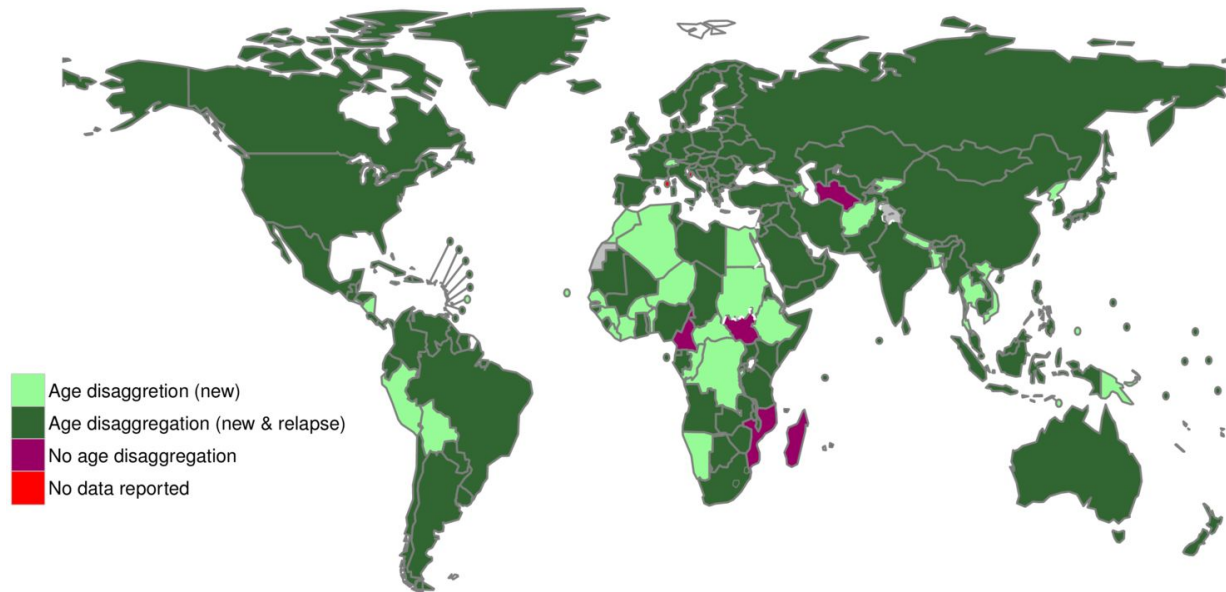 Age disaggretion (new)
Age disaggregation (new & relapse)
No age disaggregation
No data reported